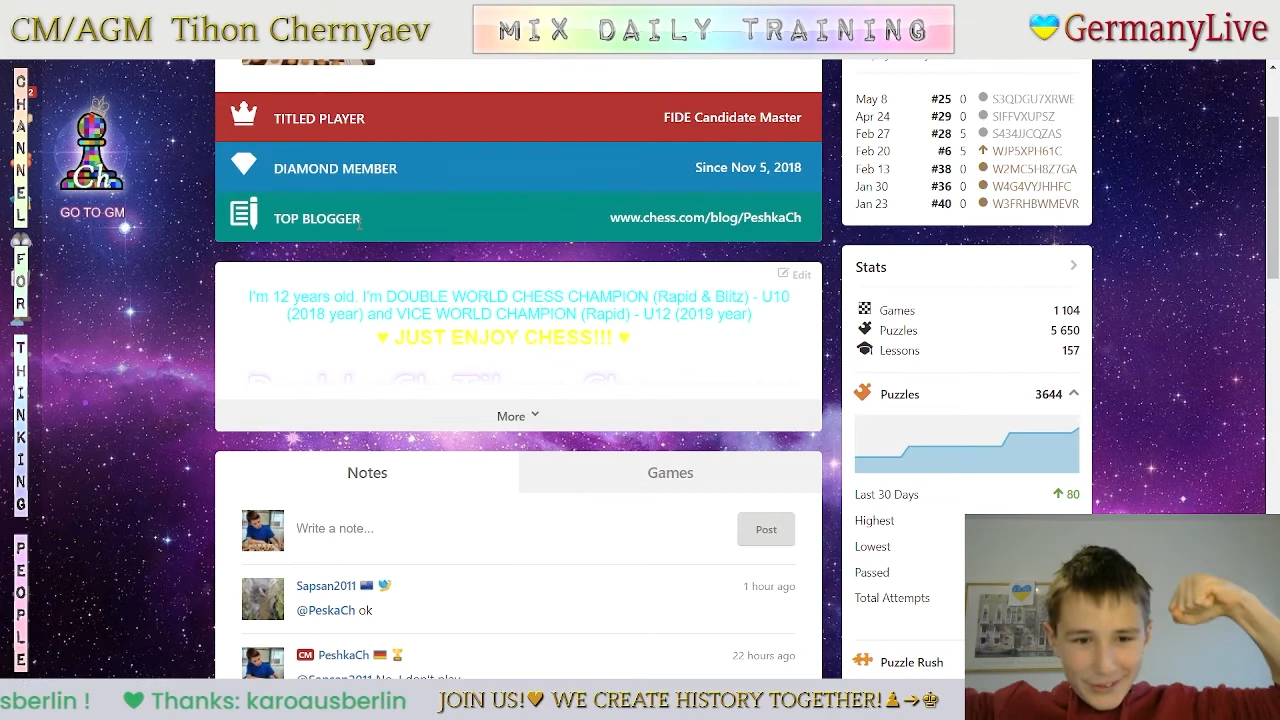 CM/AGM Tihon Chernyaev
MIX DAILY TRAINING
GermanyLive
CHANNEL FOR THINKING PEOPLE
2
Ch
GO TO GM
TITLED PLAYER
FIDE Candidate Master
DIAMOND MEMBER
Since Nov 5, 2018
TOP BLOGGER
www.chess.com/blog/PeshkaCh
Edit
I'm 12 years old. I'm DOUBLE WORLD CHESS CHAMPION (Rapid & Blitz) - U10
(2018 year) and VICE WORLD CHAMPION (Rapid) - U12 (2019 year)
♥ JUST ENJOY CHESS!!! ♥
More
Notes
Games
Write a note...
Post
Sapsan2011
1 hour ago
@PeskaCh ok
CM PeshkaCh
22 hours ago
May 8 #25 0 S3QDGU7XRWE
Apr 24 #29 0 SIFFVXUPSZ
Feb 27 #28 5 S434JJCQZAS
Feb 20 #6 5 WJP5XPH61C
Feb 13 #38 0 W2MC5H8Z7GA
Jan 30 #36 0 W4G4VYJHHFC
Jan 23 #40 0 W3FRHBWMEVR
Stats
Games 1 104
Puzzles 5 650
Lessons 157
Puzzles 3644
Last 30 Days 80
Highest
Lowest
Passed
Total Attempts
Puzzle Rush
sberlin !
Thanks: karoausberlin
JOIN US! WE CREATE HISTORY TOGETHER!